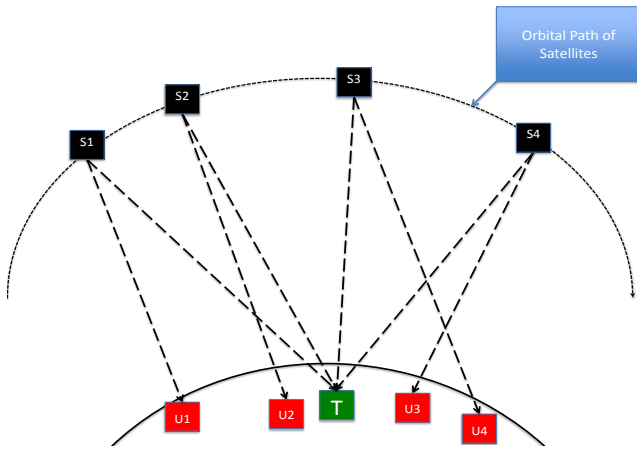 Orbital Path of
Satellites
S3
S2
S1
S4
T
U1
U2
U3
U4